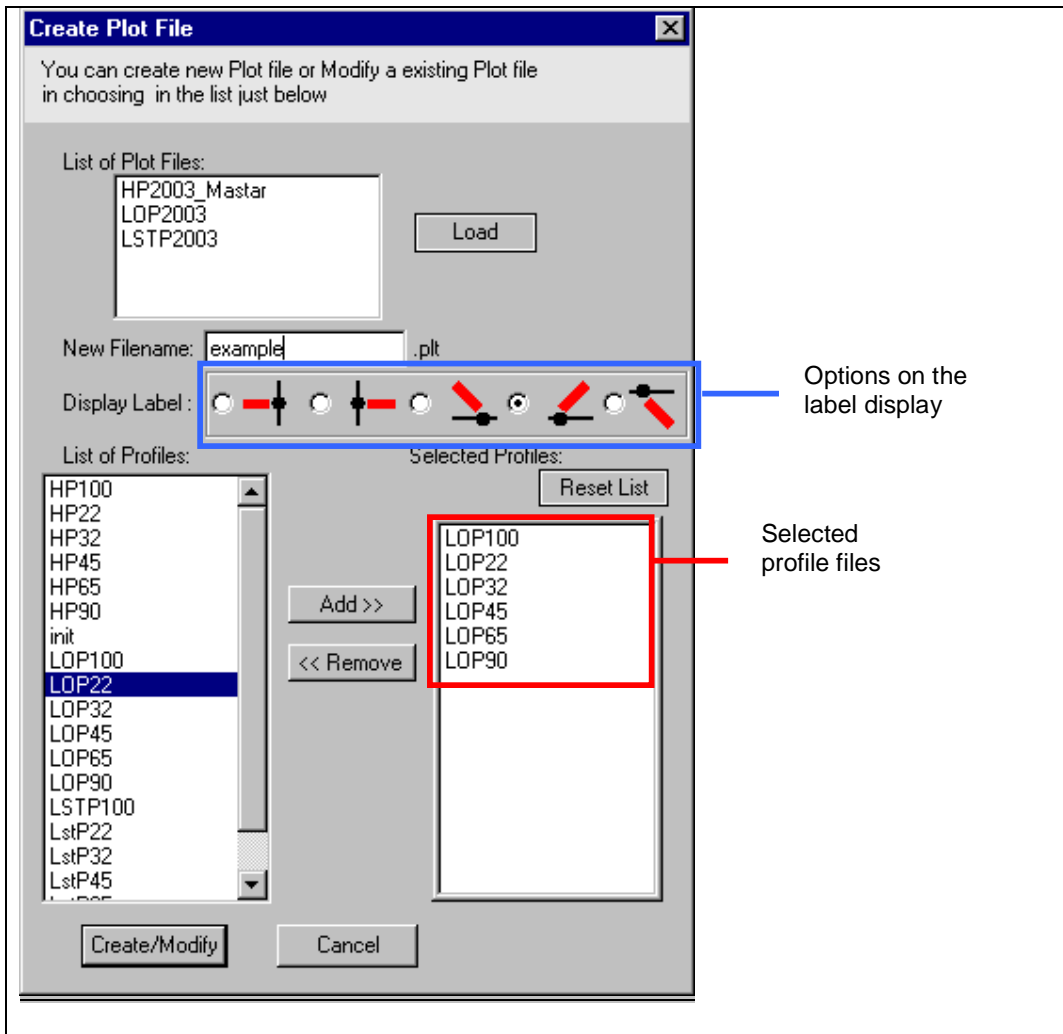 Create Plot File
You can create new Plot file or Modify a existing Plot file
in choosing in the list just below
List of Plot Files:
HP2003_Mastar
LOP2003
LSTP2003
Load
New Filename: example .plt
Display Label :
Options on the
label display
List of Profiles:
HP100
HP22
HP32
HP45
HP65
HP90
init
LOP100
LOP22
LOP32
LOP45
LOP65
LOP90
LSTP100
LstP22
LstP32
LstP45
Add >>
<< Remove
Selected Profiles:
Reset List
LOP100
LOP22
LOP32
LOP45
LOP65
LOP90
Selected
profile files
Create/Modify
Cancel